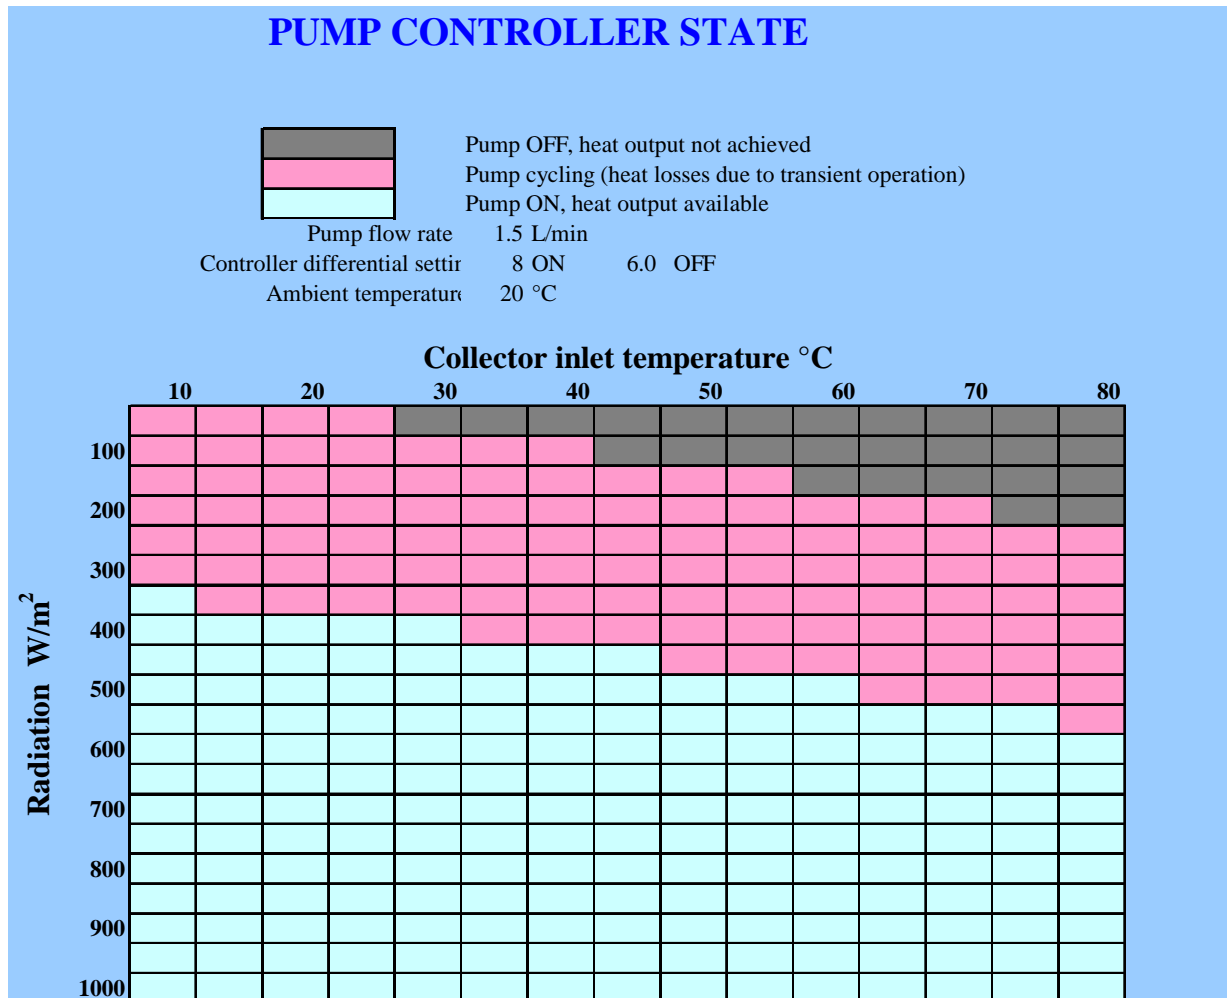 PUMP CONTROLLER STATE
Pump OFF, heat output not achieved
Pump cycling (heat losses due to transient operation)
Pump ON, heat output available
Pump flow rate 1.5 L/min
Controller differential settin 8 ON 6.0 OFF
Ambient temperature 20 °C
Collector inlet temperature °C
10 20 30 40 50 60 70 80
100
200
300
400
500
600
700
800
900
1000
Radiation W/m²